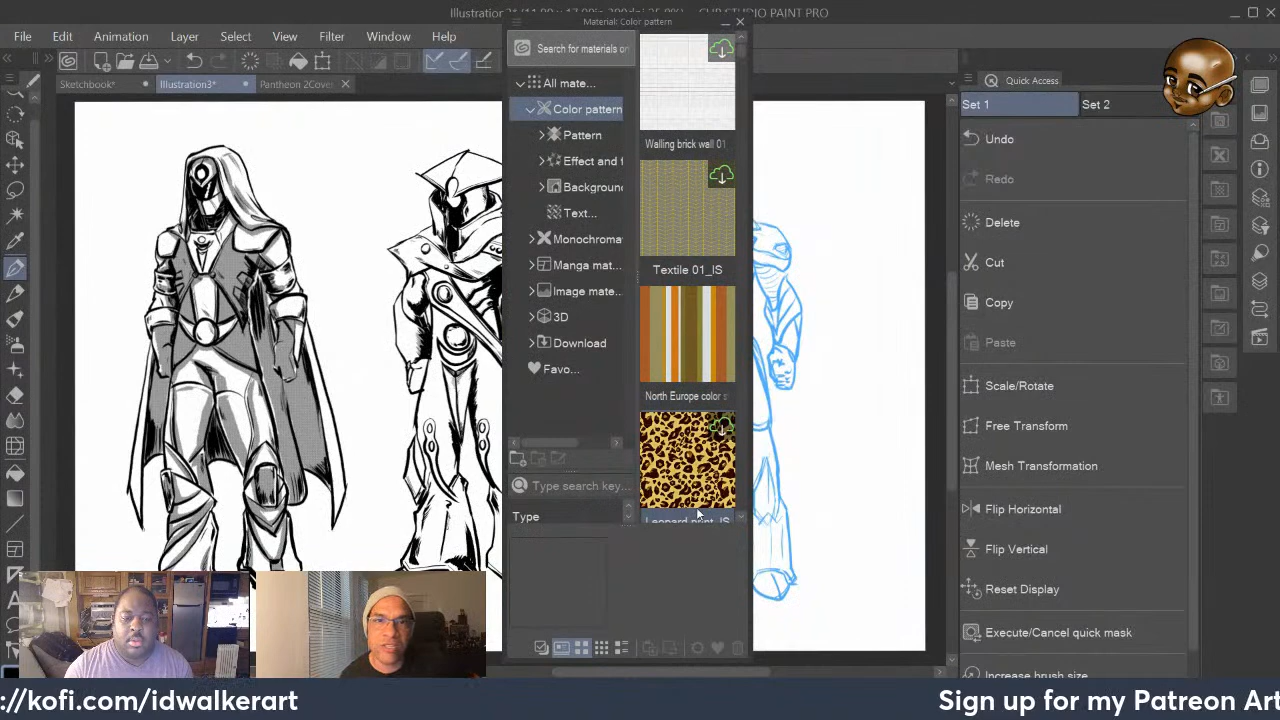 File Edit Animation Layer Select View Filter Window Help
Sketchbook Illustration3* Pantheon 2Cover
Material: Color pattern
Search for materials on
All mate...
Color pattern
Pattern
Effect and f
Background
Text...
Monochroma
Manga mat...
Image mate...
3D
Download
Favo...
Type search key...
Type
Walling brick wall 01
Textile 01_IS
North Europe color s
Leopard print_IS
Quick Access
Set 1 Set 2
Undo
Redo
Delete
Cut
Copy
Paste
Scale/Rotate
Free Transform
Mesh Transformation
Flip Horizontal
Flip Vertical
Reset Display
Execute/Cancel quick mask
Increase brush size
://kofi.com/idwalkerart
Sign up for my Patreon Art